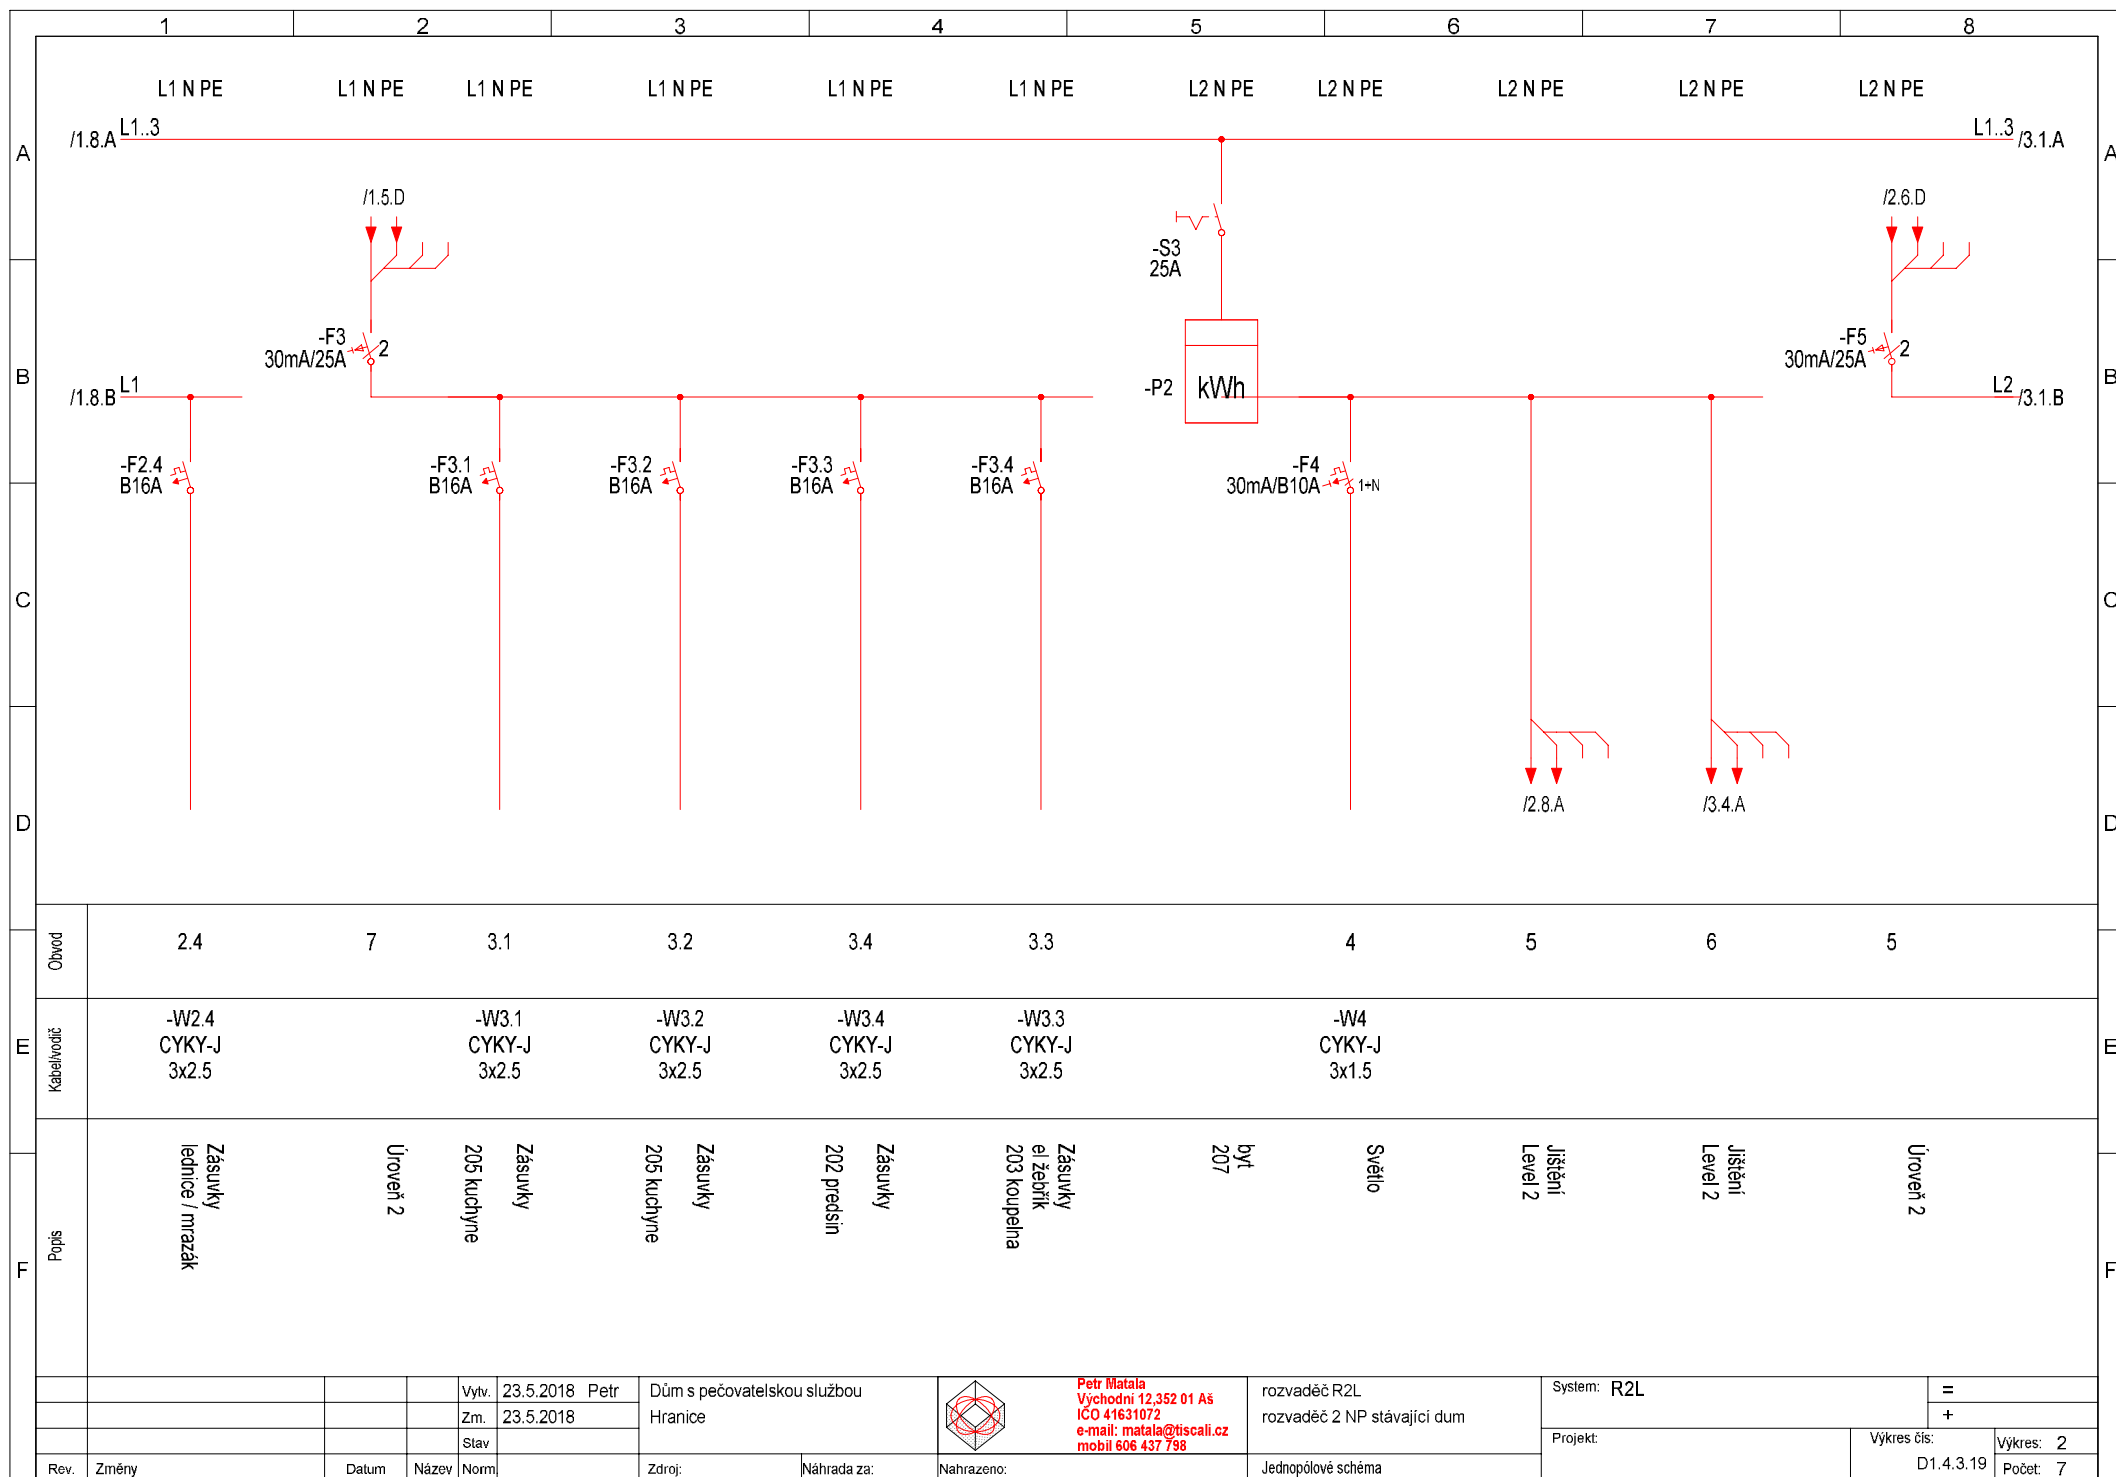 1 2 3 4 5 6 7 8
L1 N PE L1 N PE L1 N PE L1 N PE L1 N PE L1 N PE L2 N PE L2 N PE L2 N PE L2 N PE L2 N PE
L1..3 L1..3
/1.8.A /3.1.A
A A
/1.5.D /2.6.D
-S3
25A
-F3 2
30mA/25A
-F5 2
30mA/25A
B B
L1 -P2 kWh L2
/1.8.B /3.1.B
-F2.4
B16A
-F3.1
B16A
-F3.2
B16A
-F3.3
B16A
-F3.4
B16A
-F4
30mA/B10A 1+N
C C
/2.8.A /3.4.A
D D
Obvod 2.4 7 3.1 3.2 3.4 3.3 4 5 6 5
E E
Kabel/vodič
-W2.4
CYKY-J
3x2.5
-W3.1
CYKY-J
3x2.5
-W3.2
CYKY-J
3x2.5
-W3.4
CYKY-J
3x2.5
-W3.3
CYKY-J
3x2.5
-W4
CYKY-J
3x1.5
Popis
Zásuvky
lednice / mrazák
Úroveň 2
Zásuvky
205 kuchyne
Zásuvky
205 kuchyne
Zásuvky
202 predsin
Zásuvky
el žebřík
203 koupelna
byt
207
Světlo
Jištění
Level 2
Jištění
Level 2
Úroveň 2
F F
Vytv. 23.5.2018 Petr
Zm. 23.5.2018
Stav
Rev. Změny Datum Název Norm
Dům s pečovatelskou službou
Hranice
Zdroj: Náhrada za: Nahrazeno:
Petr Matala
Východní 12,352 01 Aš
IČO 41631072
e-mail: matala@tiscali.cz
mobil 606 437 798
rozvaděč R2L
rozvaděč 2 NP stávající dum
Jednopólové schéma
System: R2L
=
+
Projekt:
Výkres čís:
D1.4.3.19
Výkres: 2
Počet: 7